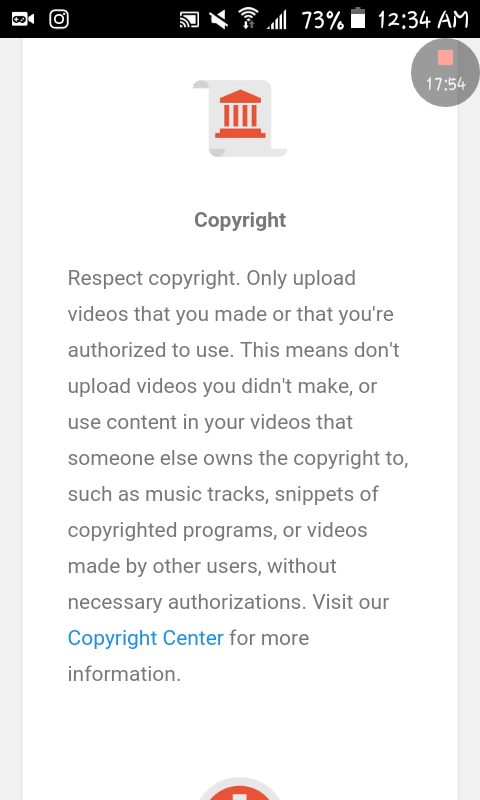 73% 12:34 AM
17:54
Copyright
Respect copyright. Only upload
videos that you made or that you're
authorized to use. This means don't
upload videos you didn't make, or
use content in your videos that
someone else owns the copyright to,
such as music tracks, snippets of
copyrighted programs, or videos
made by other users, without
necessary authorizations. Visit our
Copyright Center for more
information.